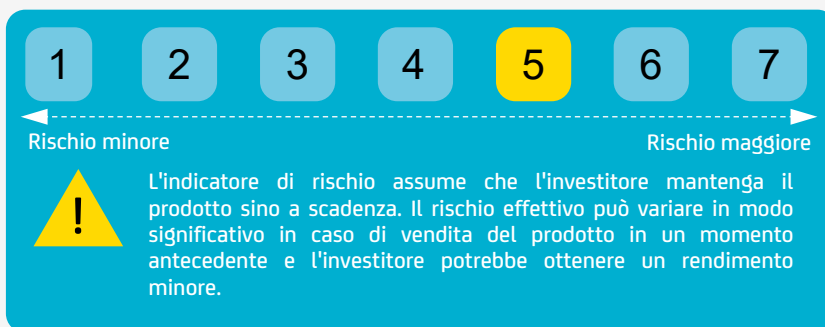 1 2 3 4 5 6 7
Rischio minore Rischio maggiore
!
L'indicatore di rischio assume che l'investitore mantenga il
prodotto sino a scadenza. Il rischio effettivo può variare in modo
significativo in caso di vendita del prodotto in un momento
antecedente e l'investitore potrebbe ottenere un rendimento
minore.